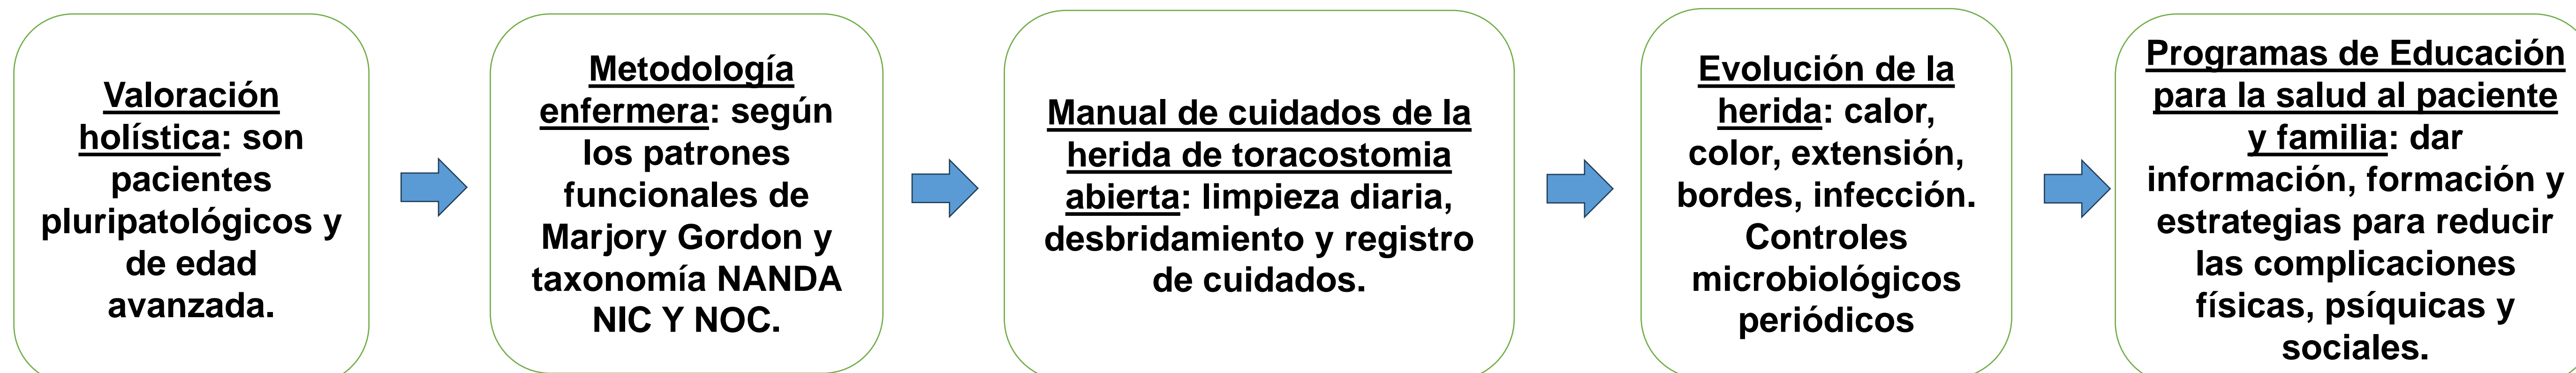 Valoración
holística: son
pacientes
pluripatológicos y
de edad
avanzada.
Metodología
enfermera: según
los patrones
funcionales de
Marjory Gordon y
taxonomía NANDA
NIC Y NOC.
Manual de cuidados de la
herida de toracostomia
abierta: limpieza diaria,
desbridamiento y registro
de cuidados.
Evolución de la
herida: calor,
color, extensión,
bordes, infección.
Controles
microbiológicos
periódicos
Programas de Educación
para la salud al paciente
y familia: dar
información, formación y
estrategias para reducir
las complicaciones
físicas, psíquicas y
sociales.